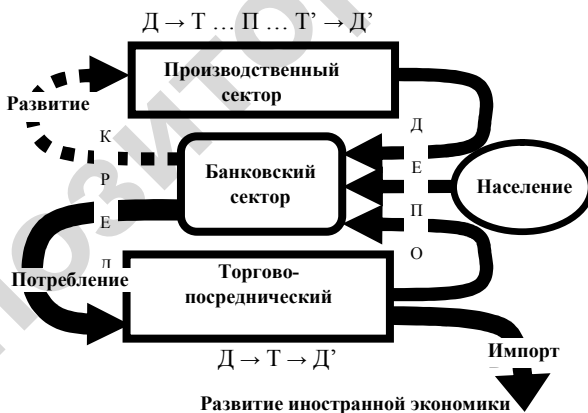 Д → Т … П … Т’ → Д’
Производственный
сектор
Развитие
К
Р
Е
Д
Д
Е
П
О
Банковский
сектор
Население
Потребление
Торгово-
посреднический
Импорт
Д → Т → Д’
Развитие иностранной экономики